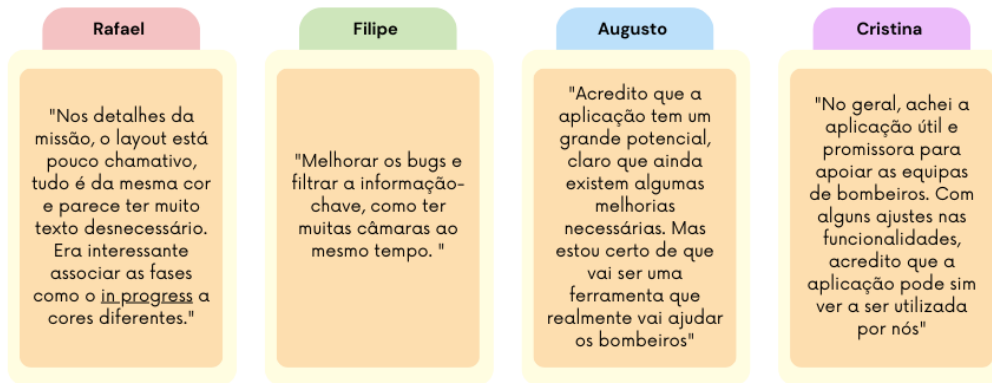 Rafael
"Nos detalhes da
missão, o layout está
pouco chamativo,
tudo é da mesma cor
e parece ter muito
texto desnecessário.
Era interessante
associar as fases
como o in progress a
cores diferentes."
Filipe
"Melhorar os bugs e
filtrar a informação-
chave, como ter
muitas câmaras ao
mesmo tempo. "
Augusto
"Acredito que a
aplicação tem um
grande potencial,
claro que ainda
existem algumas
melhorias
necessárias. Mas
estou certo de que
vai ser uma
ferramenta que
realmente vai ajudar
os bombeiros"
Cristina
"No geral, achei a
aplicação útil e
promissora para
apoiar as equipas
de bombeiros. Com
alguns ajustes nas
funcionalidades,
acredito que a
aplicação pode sim
ver a ser utilizada
por nós"